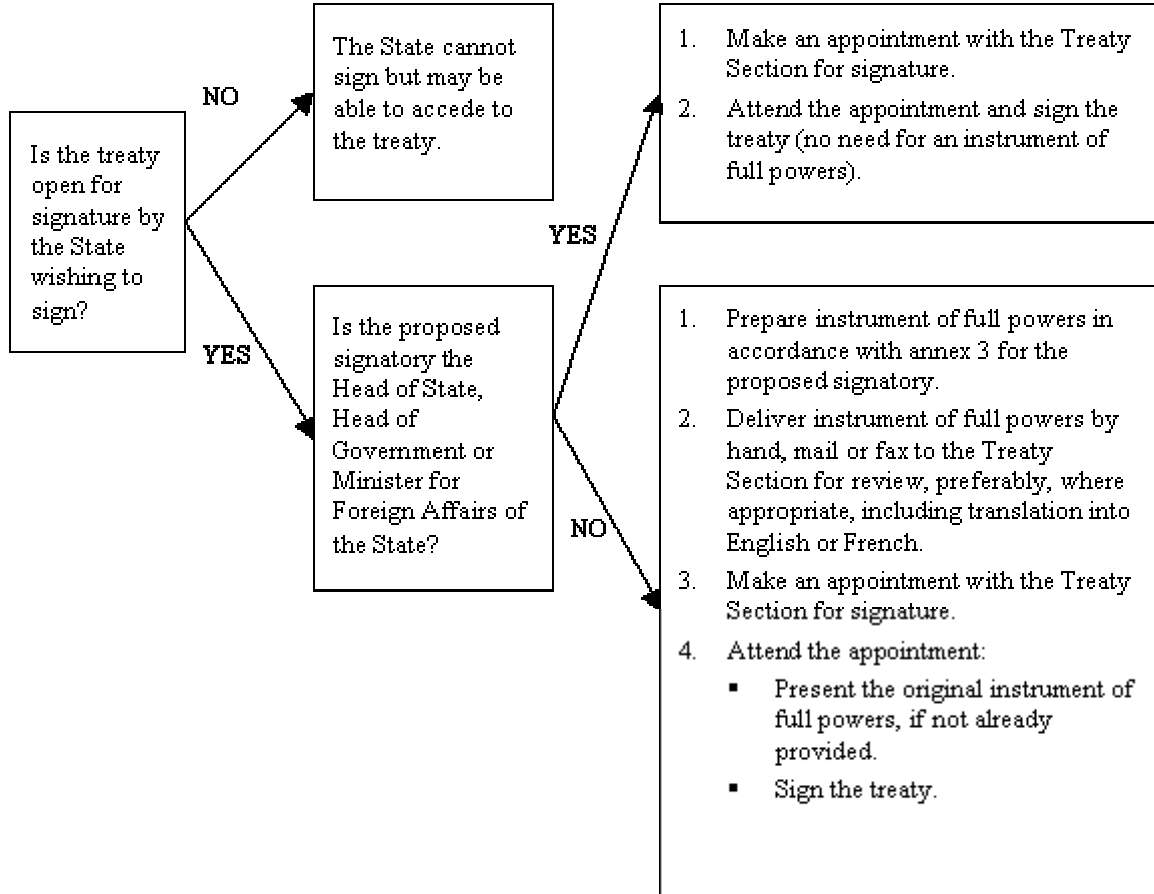 Is the treaty
open for
signature by
the State
wishing to
sign?
NO
The State cannot
sign but may be
able to accede to
the treaty.
YES
Is the proposed
signatory the
Head of State,
Head of
Government or
Minister for
Foreign Affairs of
the State?
YES
1. Make an appointment with the Treaty
Section for signature.
2. Attend the appointment and sign the
treaty (no need for an instrument of
full powers).
NO
1. Prepare instrument of full powers in
accordance with annex 3 for the
proposed signatory.
2. Deliver instrument of full powers by
hand, mail or fax to the Treaty
Section for review, preferably, where
appropriate, including translation into
English or French.
3. Make an appointment with the Treaty
Section for signature.
4. Attend the appointment:
▪ Present the original instrument of
full powers, if not already
provided.
▪ Sign the treaty.